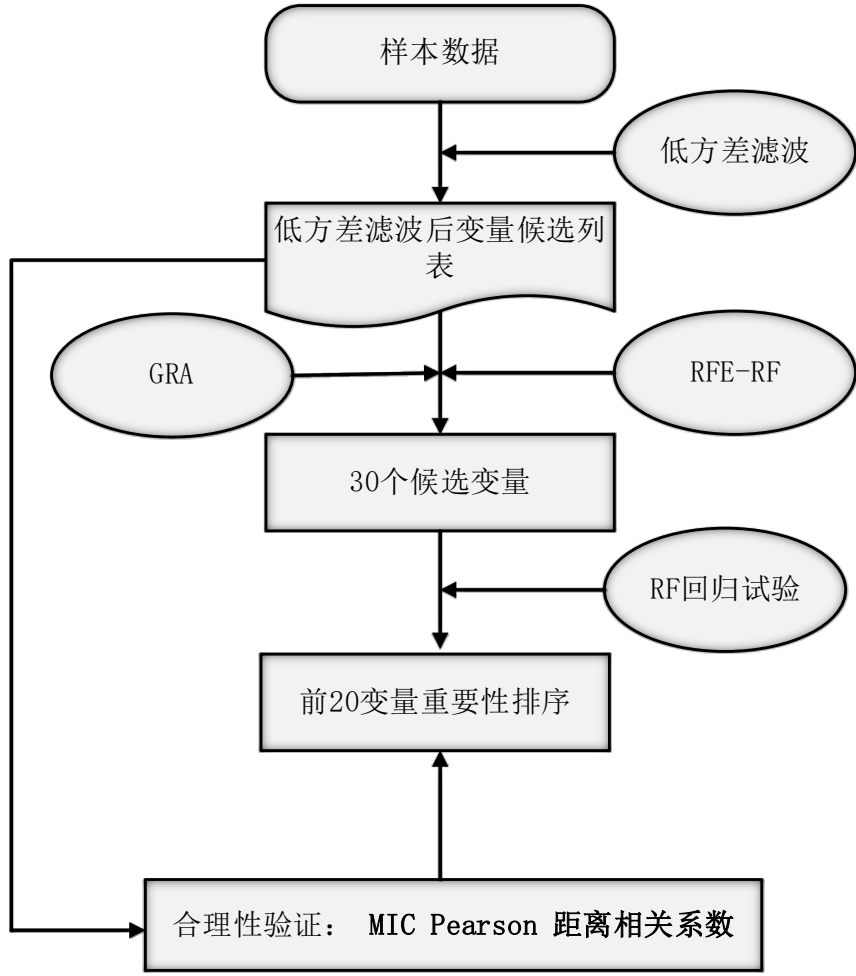 样本数据
低方差滤波
低方差滤波后变量候选列
表
GRA
RFE-RF
30个候选变量
RF回归试验
前20变量重要性排序
合理性验证: MIC Pearson 距离相关系数